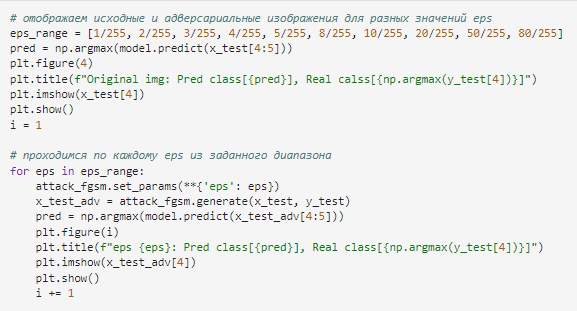 # отображаем исходные и адверсариальные изображения для разных значений eps
eps_range = [1/255, 2/255, 3/255, 4/255, 5/255, 8/255, 10/255, 20/255, 50/255, 80/255]
pred = np.argmax(model.predict(x_test[4:5]))
plt.figure(4)
plt.title(f"Original img: Pred class[{pred}], Real calss[{np.argmax(y_test[4])}]")
plt.imshow(x_test[4])
plt.show()
i = 1
# проходимся по каждому eps из заданного диапазона
for eps in eps_range:
    attack_fgsm.set_params(**{'eps': eps})
    x_test_adv = attack_fgsm.generate(x_test, y_test)
    pred = np.argmax(model.predict(x_test_adv[4:5]))
    plt.figure(i)
    plt.title(f"eps {eps}: Pred class[{pred}], Real class[{np.argmax(y_test[4])}]")
    plt.imshow(x_test_adv[4])
    plt.show()
    i += 1